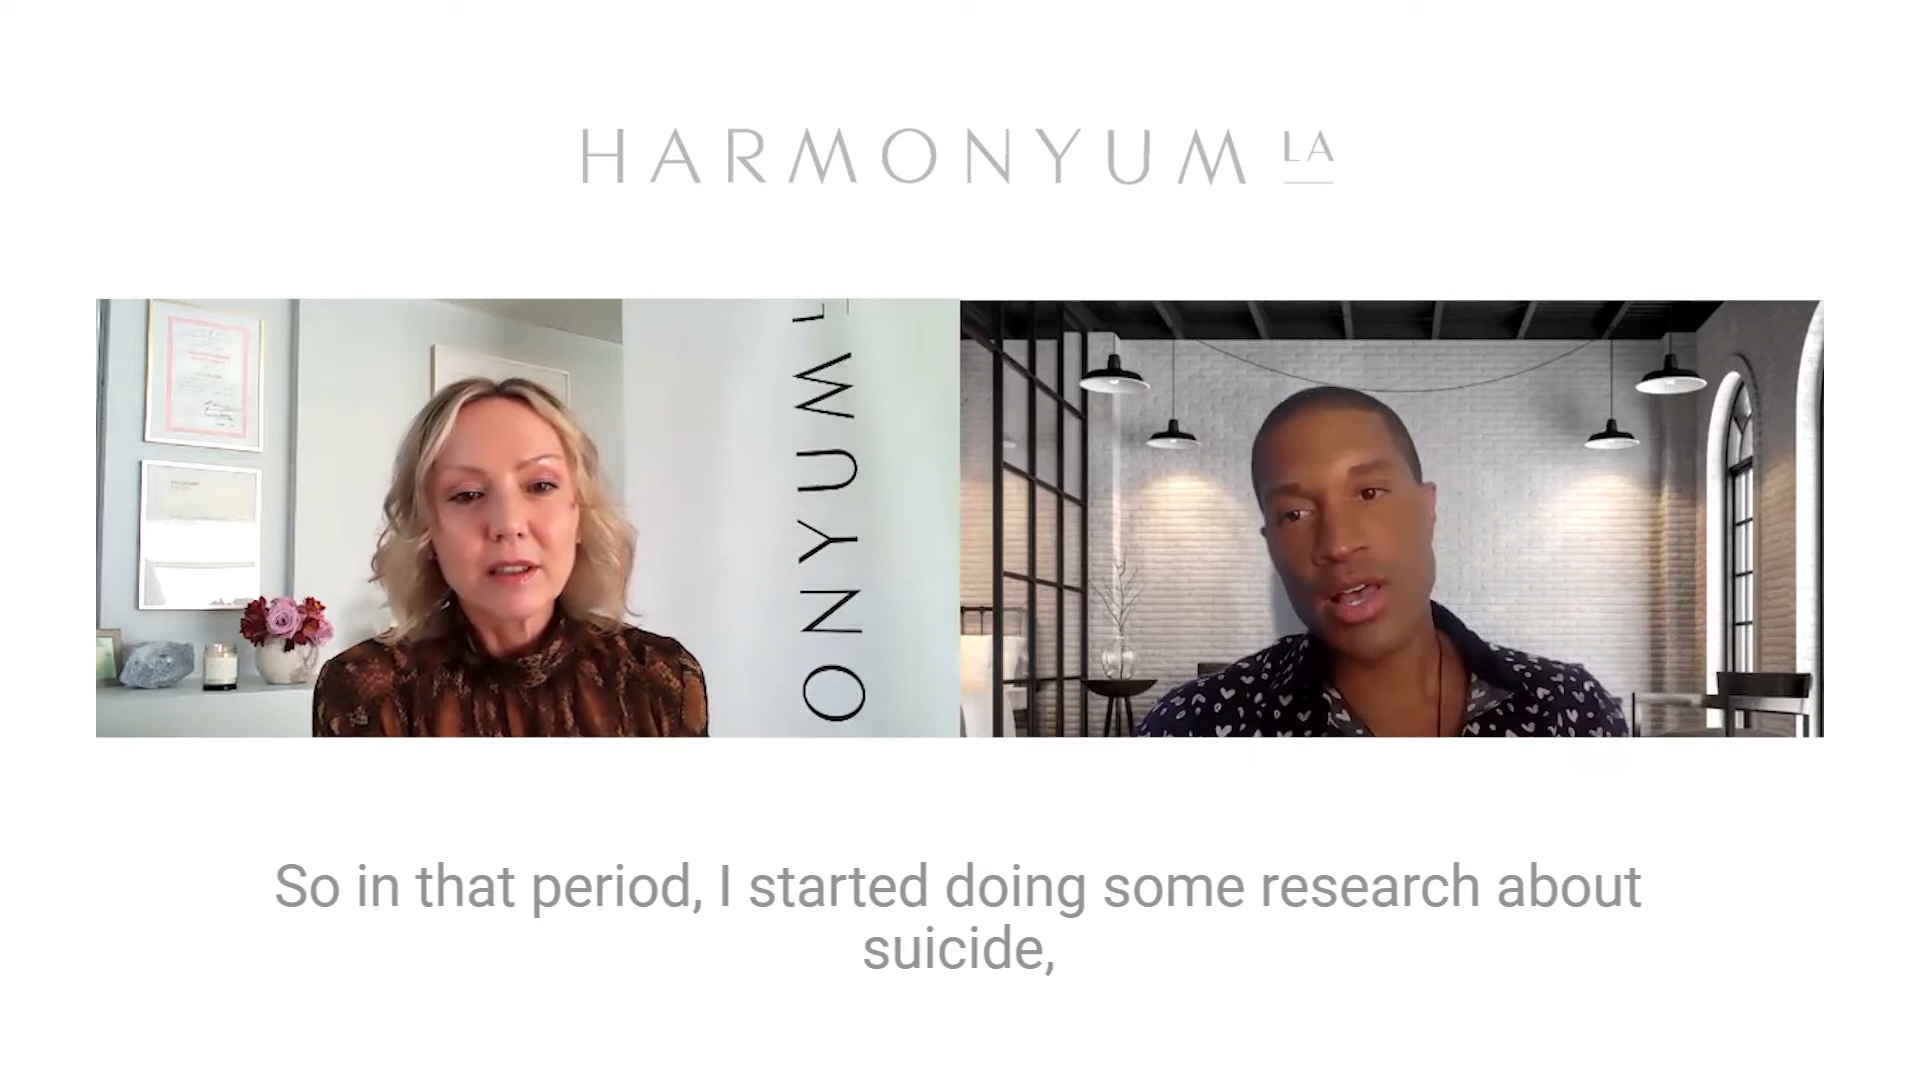 HARMONYUM LA
ONYUM L
So in that period, I started doing some research about
suicide,